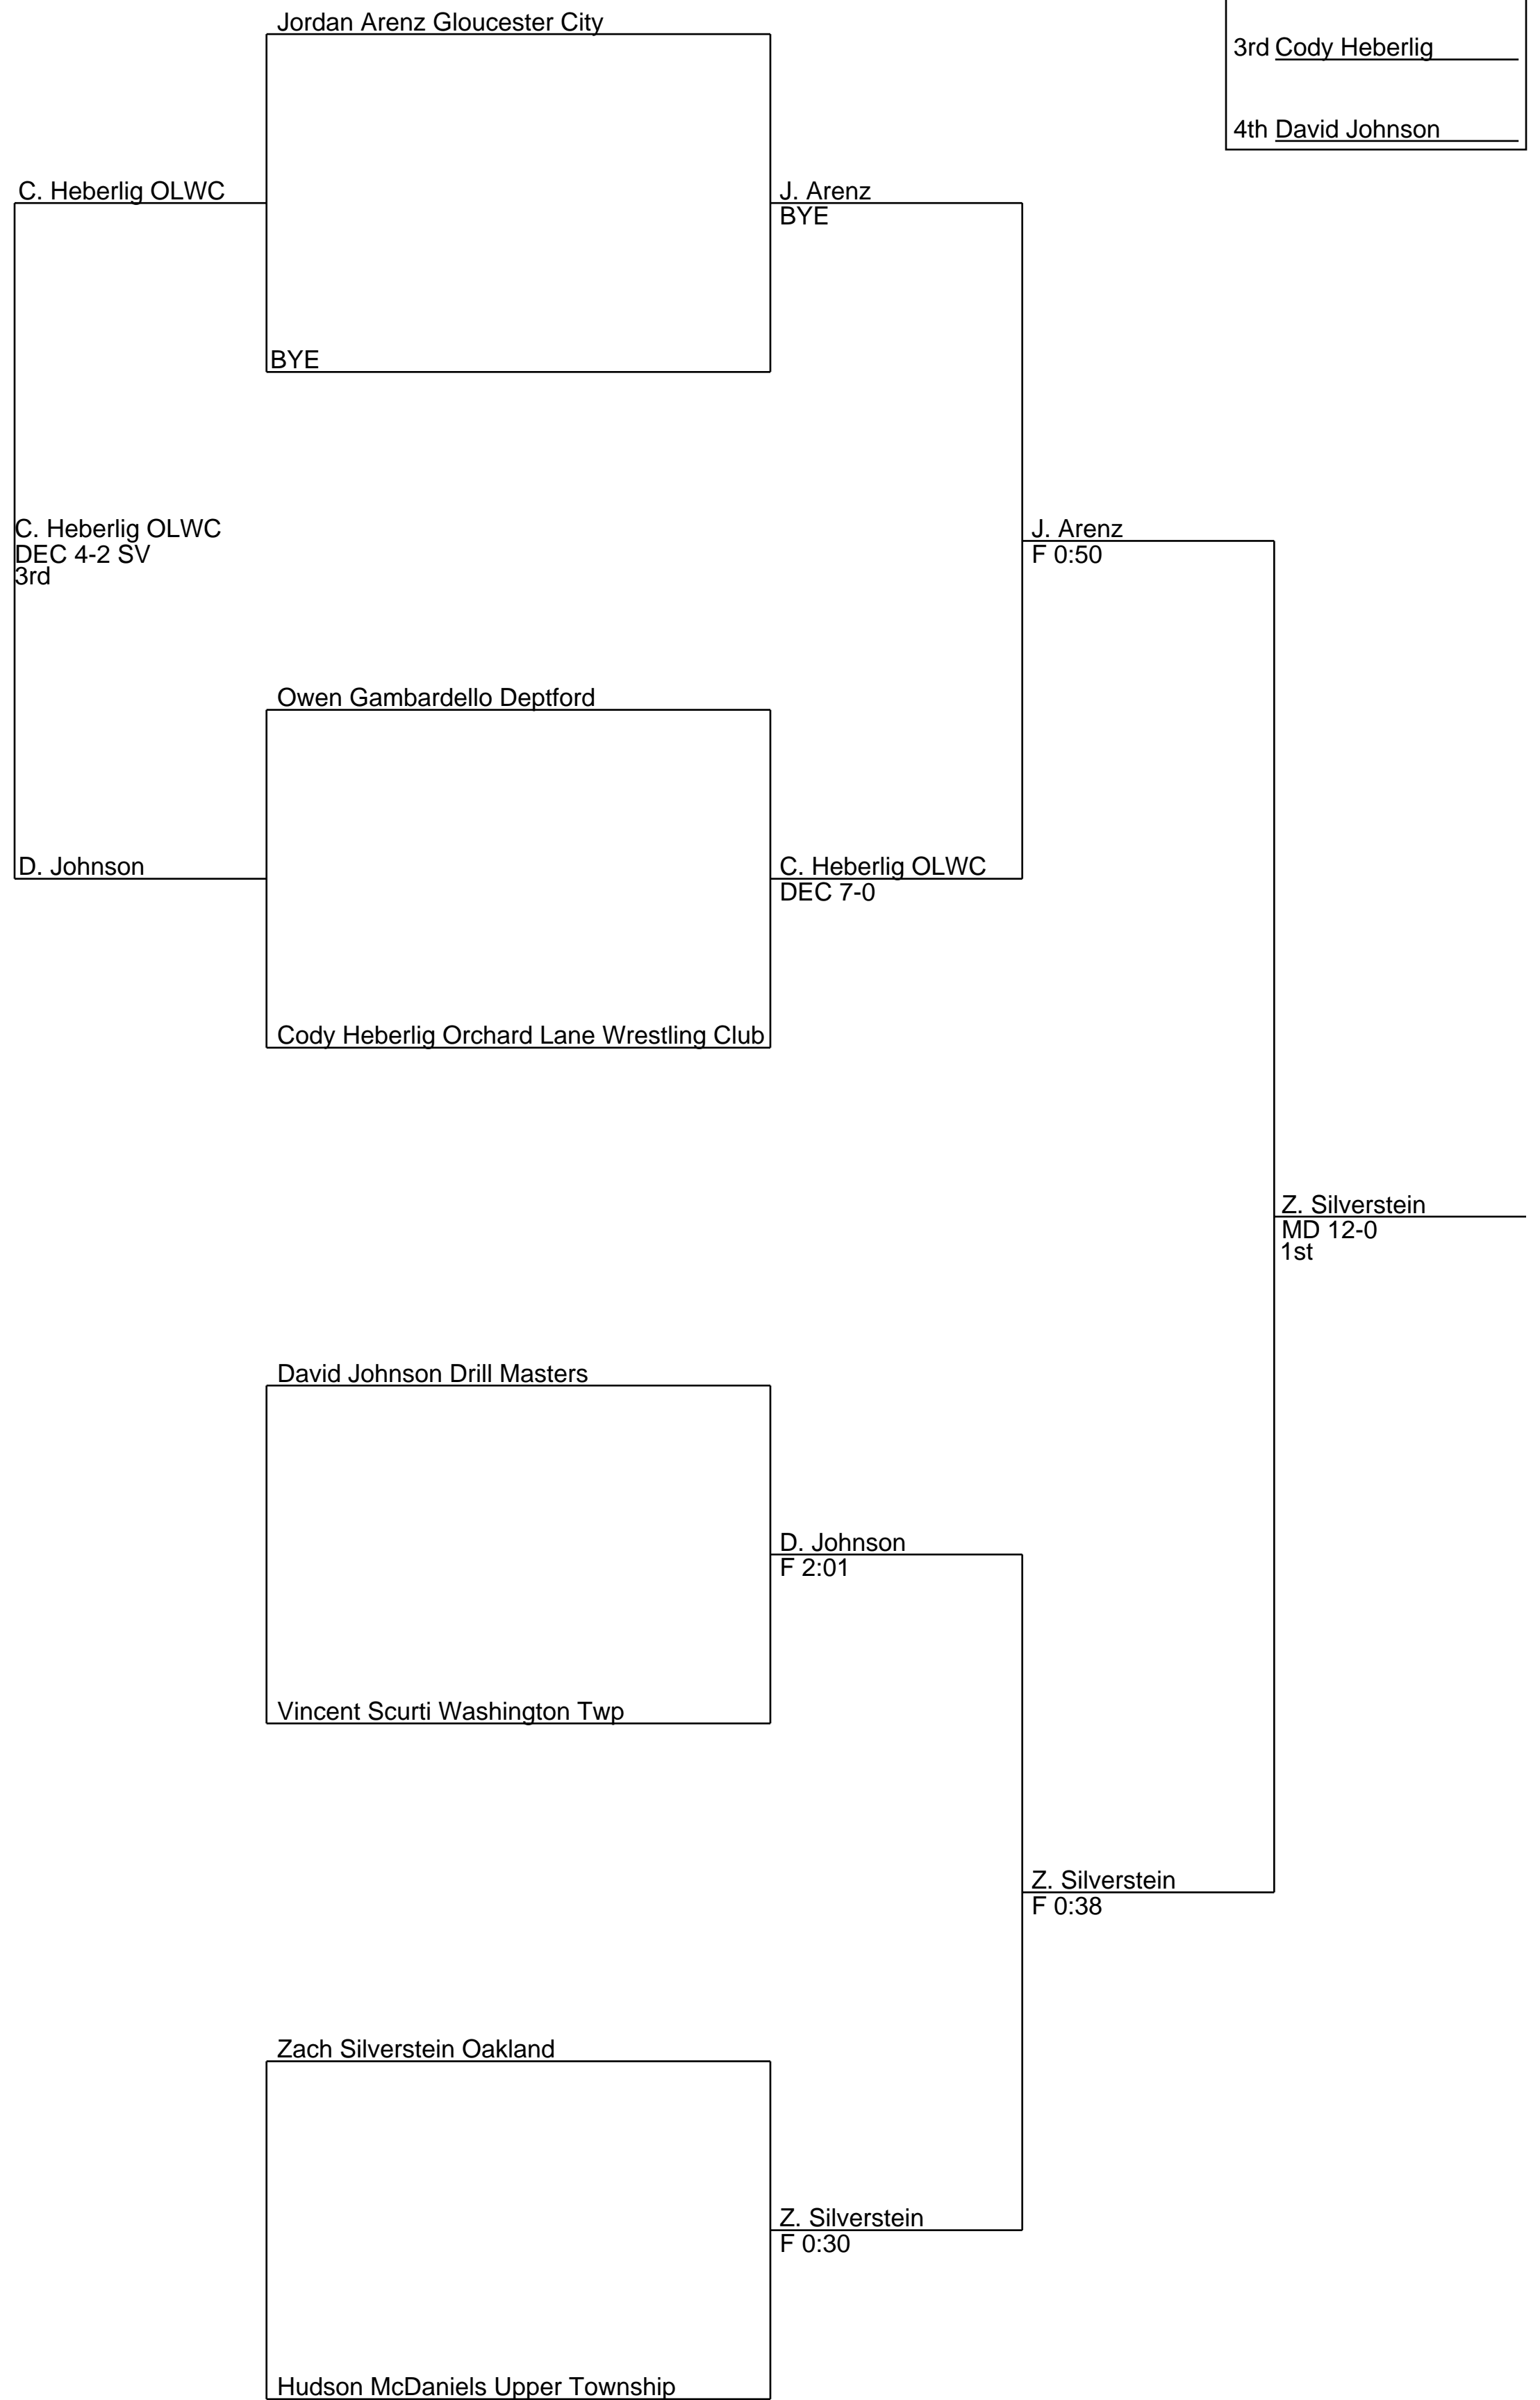 Jordan Arenz Gloucester City
3rd Cody Heberlig
4th David Johnson
C. Heberlig OLWC
J. Arenz
BYE
BYE
C. Heberlig OLWC
DEC 4-2 SV
3rd
J. Arenz
F 0:50
Owen Gambardello Deptford
D. Johnson
C. Heberlig OLWC
DEC 7-0
Cody Heberlig Orchard Lane Wrestling Club
Z. Silverstein
MD 12-0
1st
David Johnson Drill Masters
D. Johnson
F 2:01
Vincent Scurti Washington Twp
Z. Silverstein
F 0:38
Zach Silverstein Oakland
Z. Silverstein
F 0:30
Hudson McDaniels Upper Township